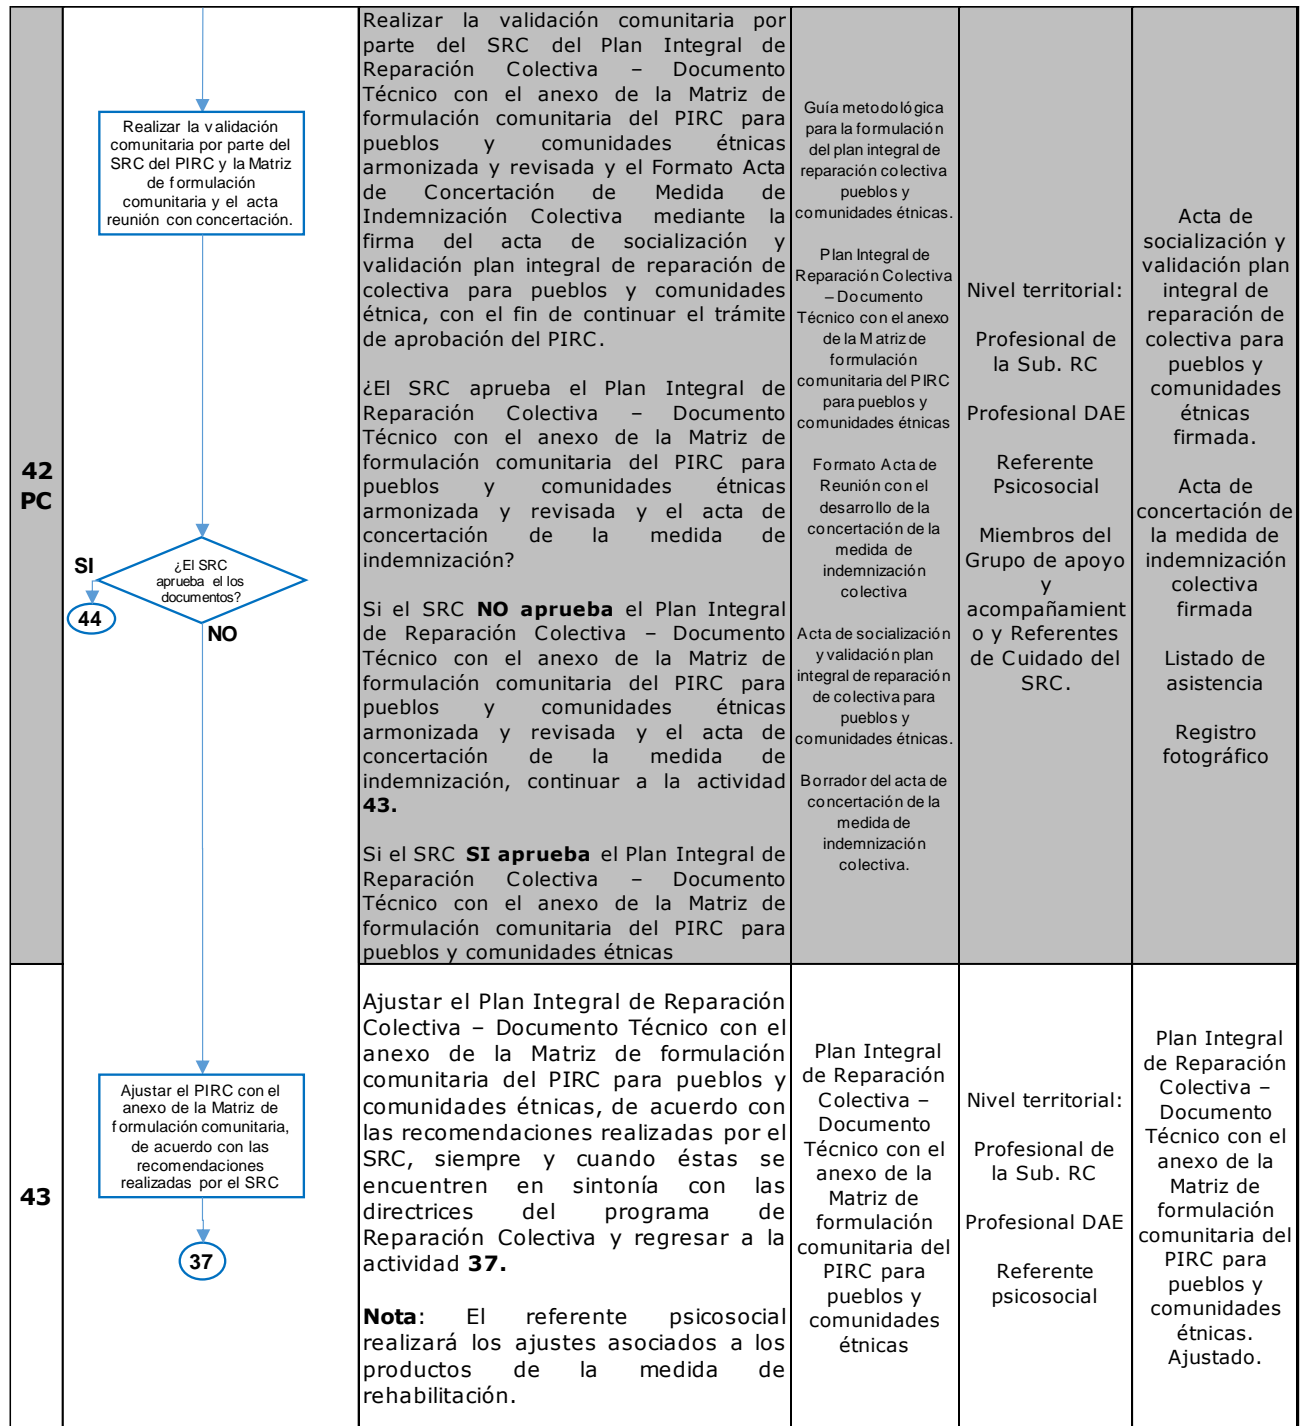 42
PC
Realizar la validación
comunitaria por parte del
SRC del PIRC y la Matriz
de formulación
comunitaria y el acta
reunión con concertación.
¿El SRC
aprueba el los
documentos?
SI
44
NO
Realizar la validación comunitaria por
parte del SRC del Plan Integral de
Reparación Colectiva – Documento
Técnico con el anexo de la Matriz de
formulación comunitaria del PIRC para
pueblos y comunidades étnicas
armonizada y revisada y el Formato Acta
de Concertación de Medida de
Indemnización Colectiva mediante la
firma del acta de socialización y
validación plan integral de reparación de
colectiva para pueblos y comunidades
étnica, con el fin de continuar el trámite
de aprobación del PIRC.
¿El SRC aprueba el Plan Integral de
Reparación Colectiva – Documento
Técnico con el anexo de la Matriz de
formulación comunitaria del PIRC para
pueblos y comunidades étnicas
armonizada y revisada y el acta de
concertación de la medida de
indemnización?
Si el SRC NO aprueba el Plan Integral
de Reparación Colectiva – Documento
Técnico con el anexo de la Matriz de
formulación comunitaria del PIRC para
pueblos y comunidades étnicas
armonizada y revisada y el acta de
concertación de la medida de
indemnización, continuar a la actividad
43.
Si el SRC SI aprueba el Plan Integral de
Reparación Colectiva – Documento
Técnico con el anexo de la Matriz de
formulación comunitaria del PIRC para
pueblos y comunidades étnicas
Guía metodológica
para la formulación
del plan integral de
reparación colectiva
pueblos y
comunidades étnicas.
Plan Integral de
Reparación Colectiva
– Documento
Técnico con el anexo
de la Matriz de
formulación
comunitaria del PIRC
para pueblos y
comunidades étnicas
Formato Acta de
Reunión con el
desarrollo de la
concertación de la
medida de
indemnización
colectiva
Acta de socialización
y validación plan
integral de reparación
de colectiva para
pueblos y
comunidades étnicas.
Borrador del acta de
concertación de la
medida de
indemnización
colectiva.
Nivel territorial:
Profesional de
la Sub. RC
Profesional DAE
Referente
Psicosocial
Miembros del
Grupo de apoyo
y
acompañamient
o y Referentes
de Cuidado del
SRC.
Acta de
socialización y
validación plan
integral de
reparación de
colectiva para
pueblos y
comunidades
étnicas
firmada.
Acta de
concertación de
la medida de
indemnización
colectiva
firmada
Listado de
asistencia
Registro
fotográfico
43
Ajustar el PIRC con el
anexo de la Matriz de
formulación comunitaria,
de acuerdo con las
recomendaciones
realizadas por el SRC
37
Ajustar el Plan Integral de Reparación
Colectiva – Documento Técnico con el
anexo de la Matriz de formulación
comunitaria del PIRC para pueblos y
comunidades étnicas, de acuerdo con
las recomendaciones realizadas por el
SRC, siempre y cuando éstas se
encuentren en sintonía con las
directrices del programa de
Reparación Colectiva y regresar a la
actividad 37.
Nota: El referente psicosocial
realizará los ajustes asociados a los
productos de la medida de
rehabilitación.
Plan Integral
de Reparación
Colectiva –
Documento
Técnico con el
anexo de la
Matriz de
formulación
comunitaria del
PIRC para
pueblos y
comunidades
étnicas
Nivel territorial:
Profesional de
la Sub. RC
Profesional DAE
Referente
psicosocial
Plan Integral
de Reparación
Colectiva –
Documento
Técnico con el
anexo de la
Matriz de
formulación
comunitaria del
PIRC para
pueblos y
comunidades
étnicas.
Ajustado.